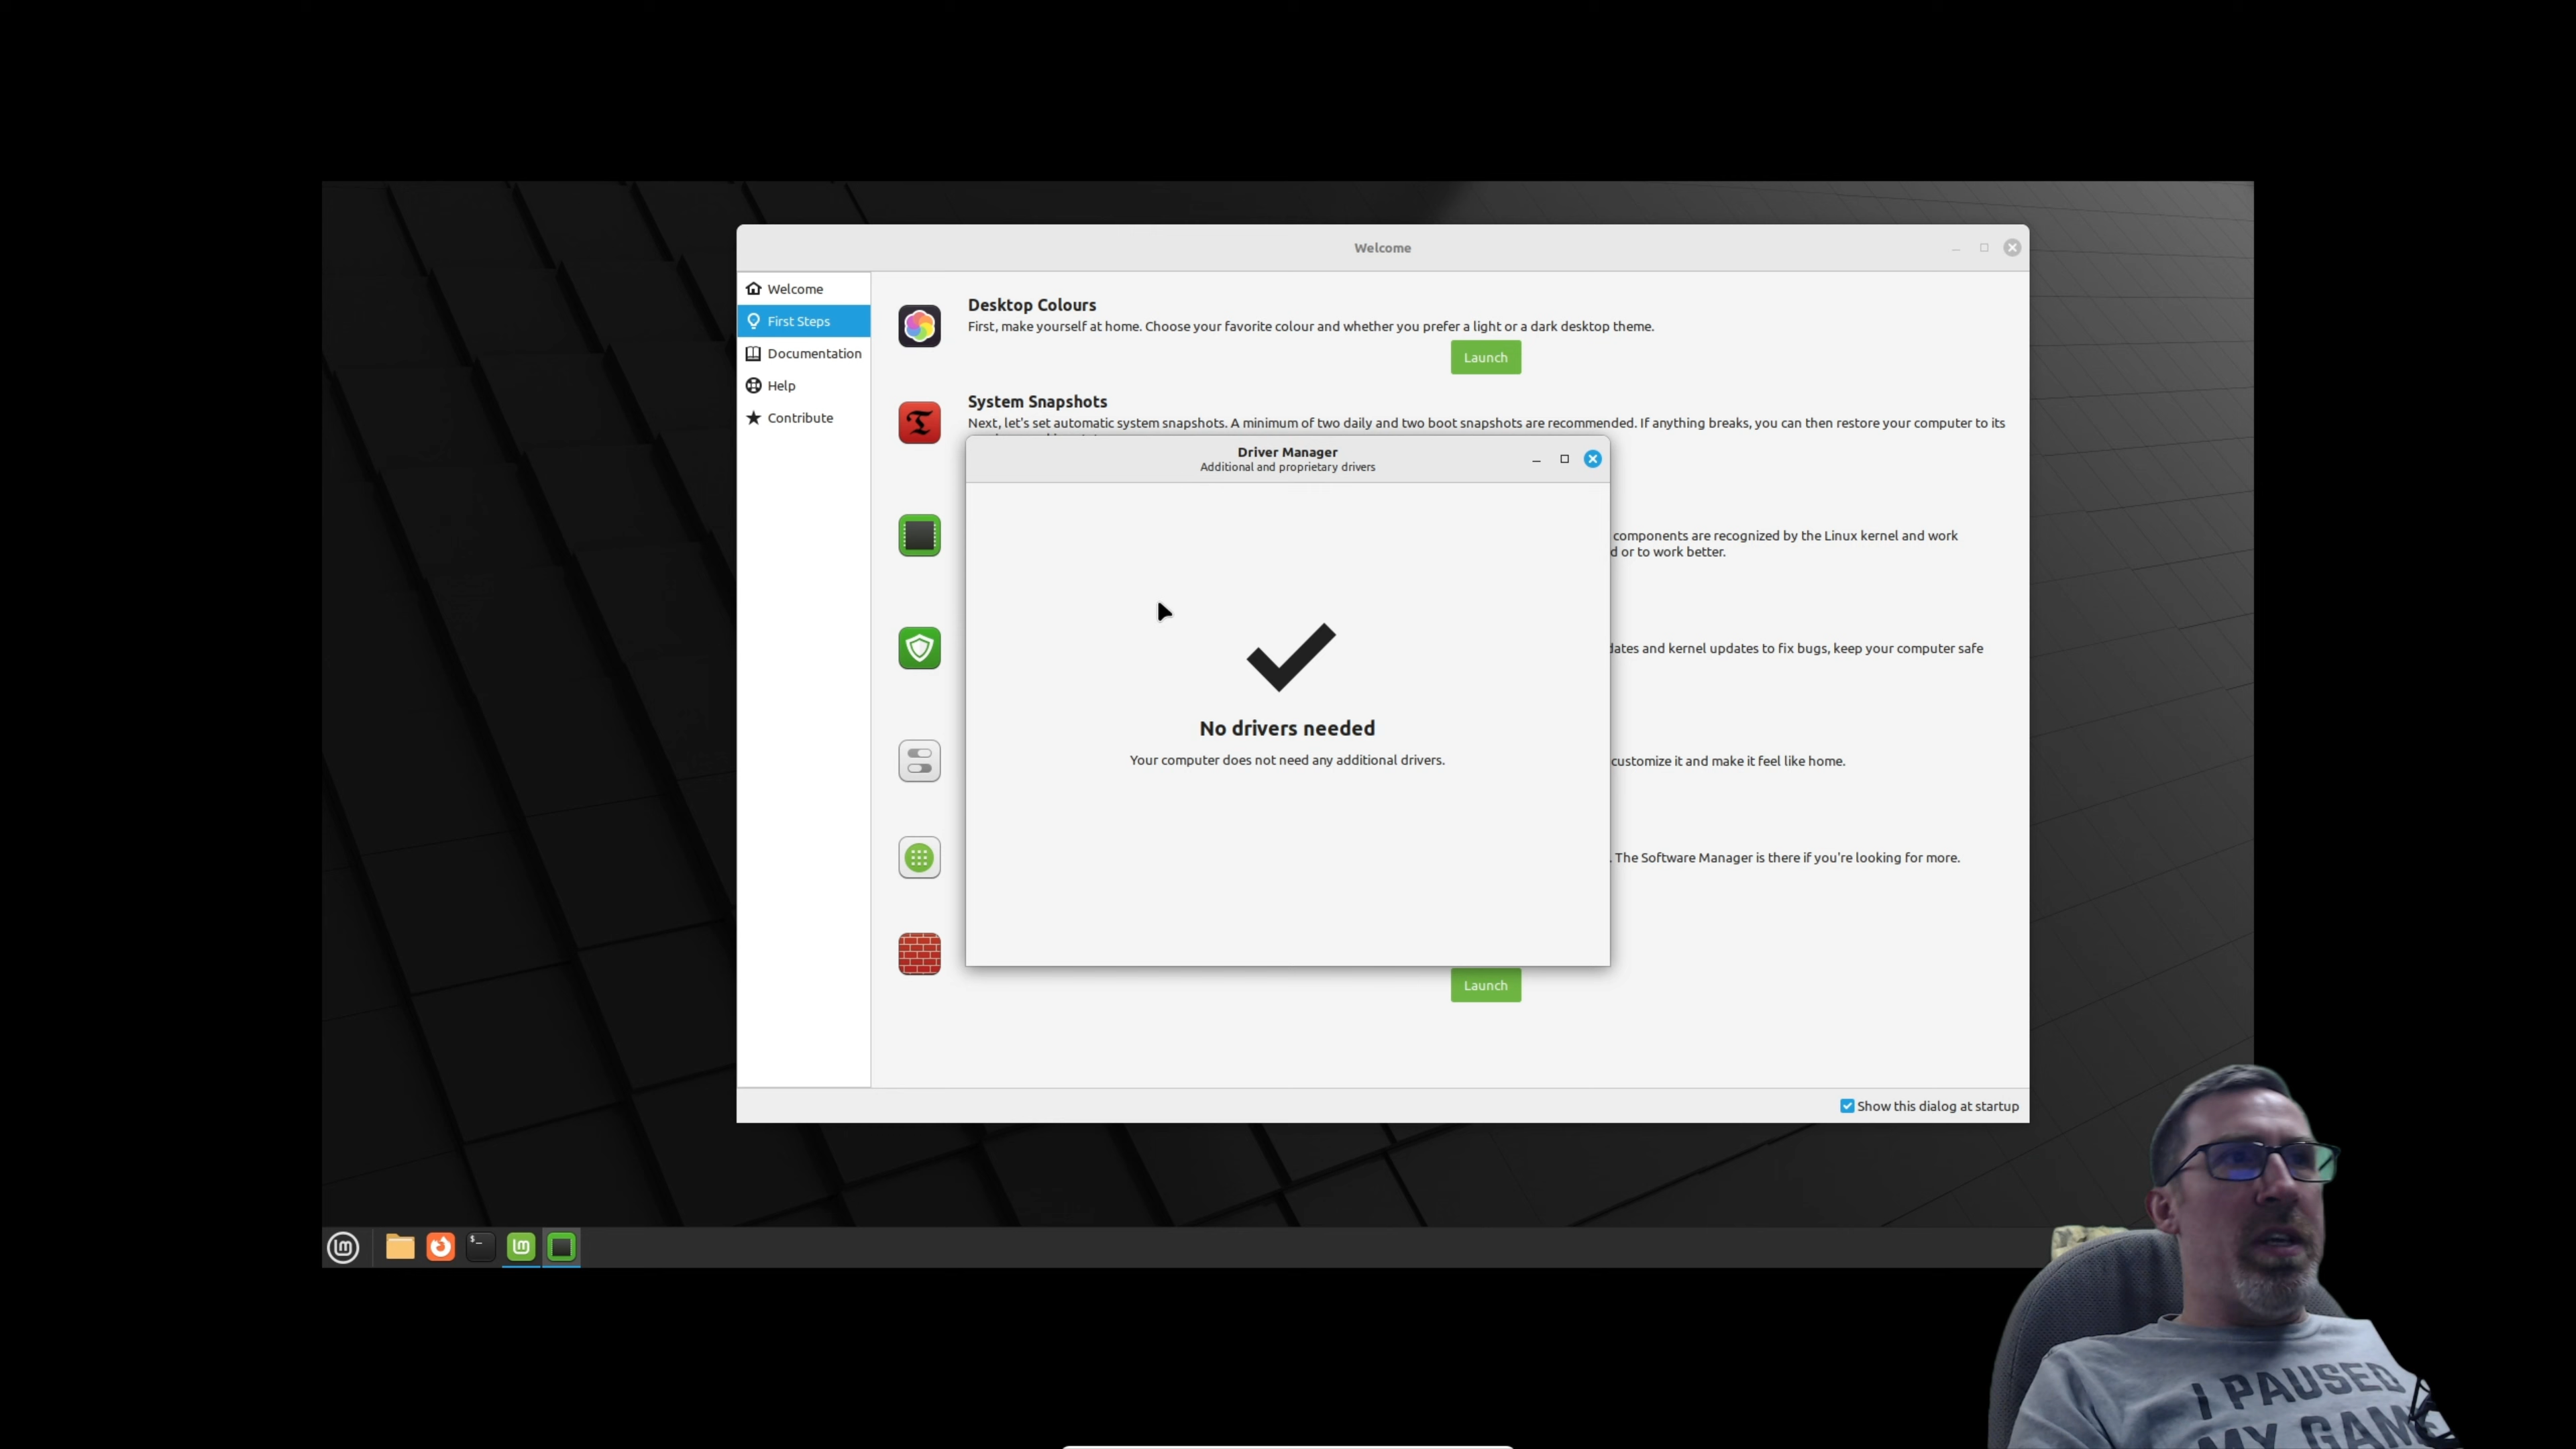 Welcome
Welcome
First Steps
Documentation
Help
Contribute
Desktop Colours
First, make yourself at home. Choose your favorite colour and whether you prefer a light or a dark desktop theme.
Launch
System Snapshots
Next, let's set automatic system snapshots. A minimum of two daily and two boot snapshots are recommended. If anything breaks, you can then restore your computer to its
Driver Manager
Additional and proprietary drivers
components are recognized by the Linux kernel and work
d or to work better.
dates and kernel updates to fix bugs, keep your computer safe
No drivers needed
Your computer does not need any additional drivers.
customize it and make it feel like home.
. The Software Manager is there if you're looking for more.
Launch
Show this dialog at startup
$_
I PAUSED
MY GAME